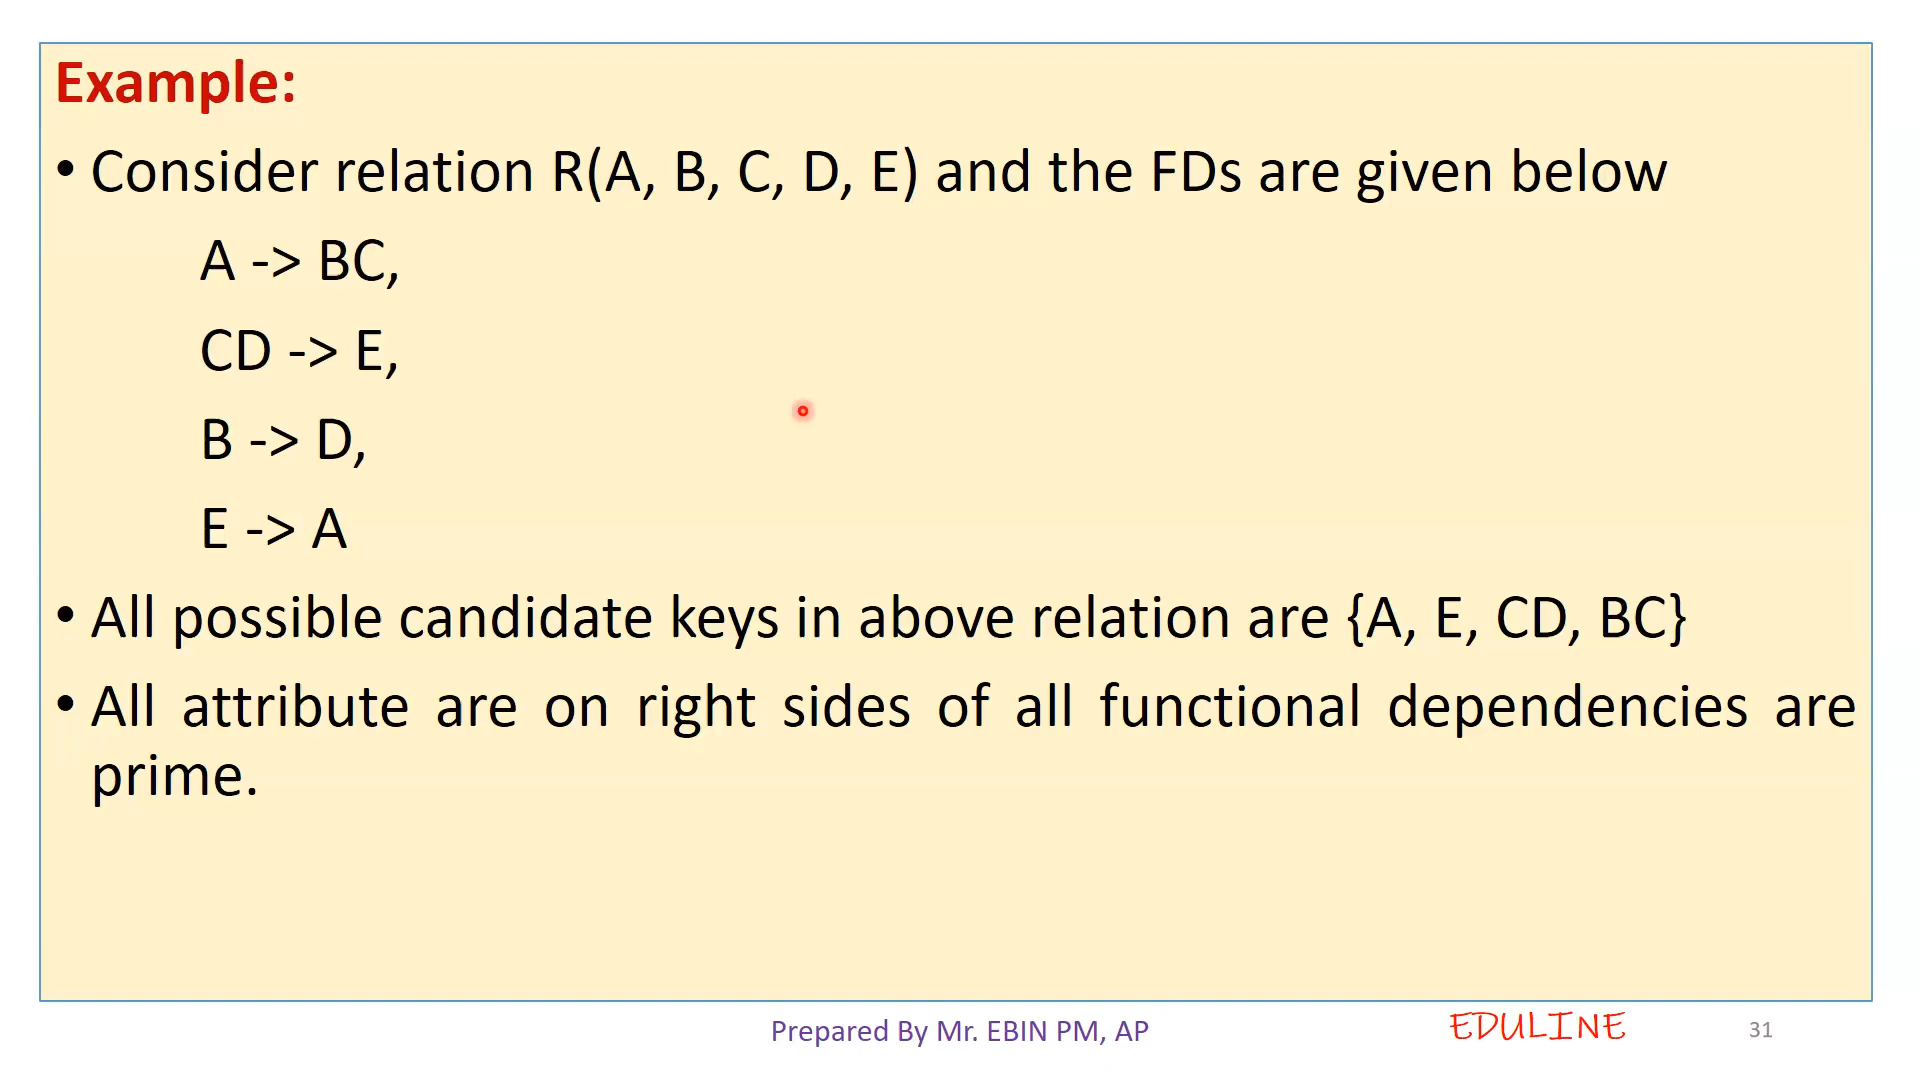 Example:
• Consider relation R(A, B, C, D, E) and the FDs are given below
A -> BC,
CD -> E,
B -> D,
E -> A
• All possible candidate keys in above relation are {A, E, CD, BC}
• All attribute are on right sides of all functional dependencies are
prime.
Prepared By Mr. EBIN PM, AP
EDULINE
31